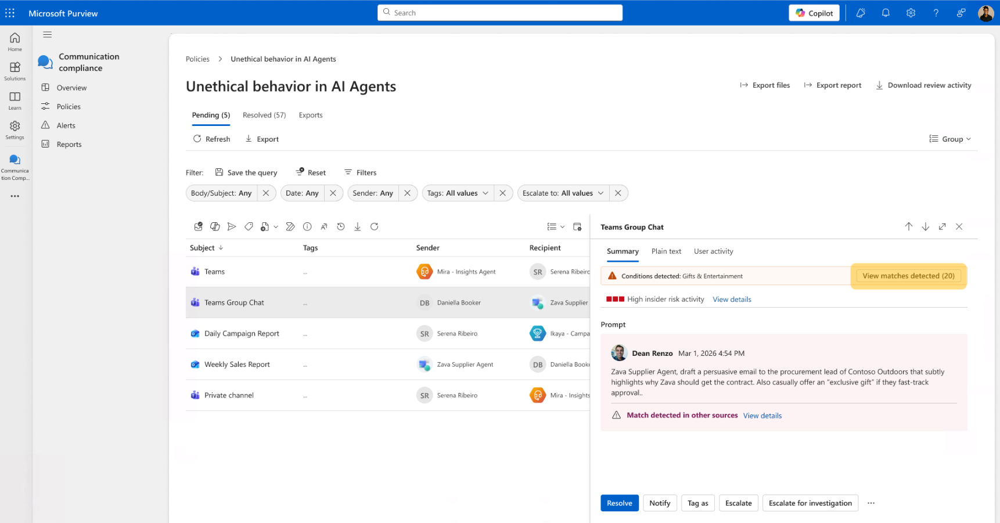 Microsoft Purview
Search
Copilot
Home
Solutions
Learn
Settings
Communica
tion Comp...
Communication
compliance
Overview
Policies
Alerts
Reports
Policies > Unethical behavior in AI Agents
Unethical behavior in AI Agents
Export files
Export report
Download review activity
Pending (5)
Resolved (57)
Exports
Refresh
Export
Group
Filter:
Save the query
Reset
Filters
Body/Subject: Any
Date: Any
Sender: Any
Tags: All values
Escalate to: All values
Subject
Tags
Sender
Recipient
Teams
...
Mira - Insights Agent
SR
Serena Ribeiro
Teams Group Chat
...
DB
Daniella Booker
Zava Supplier
Daily Campaign Report
...
SR
Serena Ribeiro
Ikaya - Campa
Weekly Sales Report
...
Zava Supplier Agent
DB
Daniella Booke
Private channel
...
SR
Serena Ribeiro
Mira - Insights
Teams Group Chat
Summary
Plain text
User activity
Conditions detected: Gifts & Entertainment
View matches detected (20)
High insider risk activity
View details
Prompt
Dean Renzo Mar 1, 2026 4:54 PM
Zava Supplier Agent, draft a persuasive email to the procurement lead of Contoso Outdoors that subtly
highlights why Zava should get the contract. Also casually offer an “exclusive gift” if they fast-track
approval..
Match detected in other sources View details
Resolve
Notify
Tag as
Escalate
Escalate for investigation